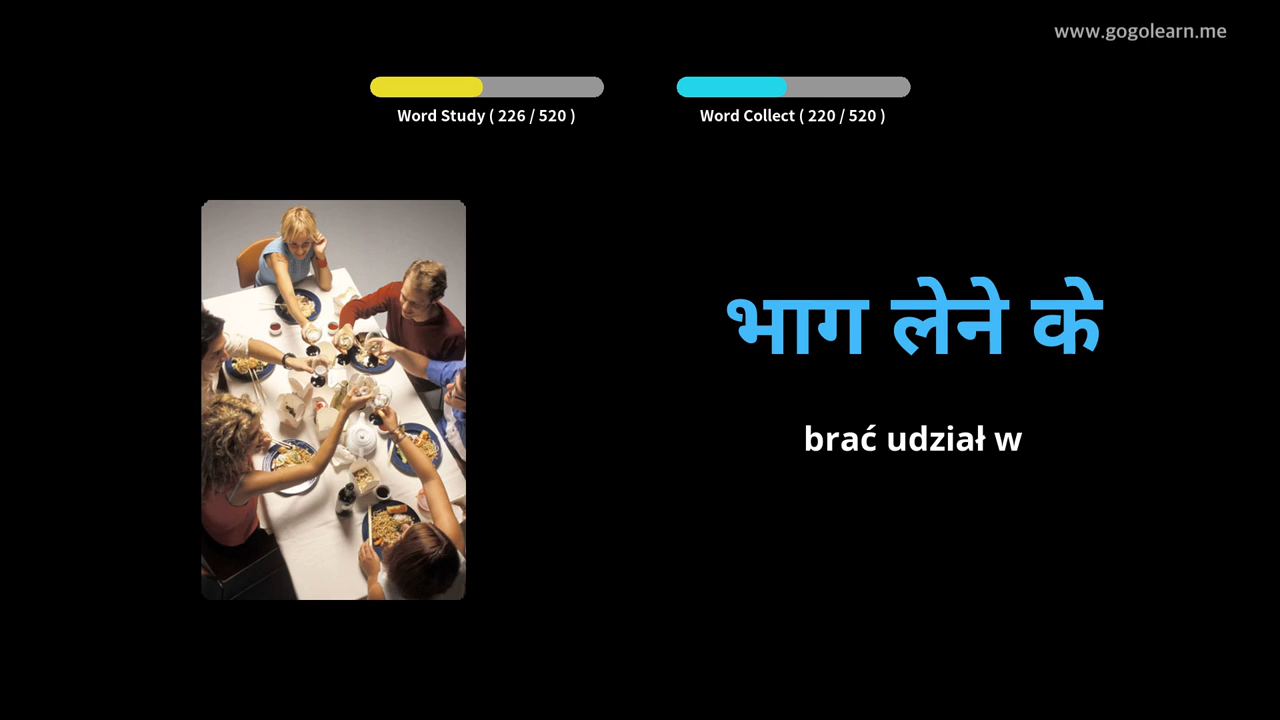 www.gogolearn.me
Word Study ( 226 / 520 )
Word Collect ( 220 / 520 )
भाग लेने के
brać udział w